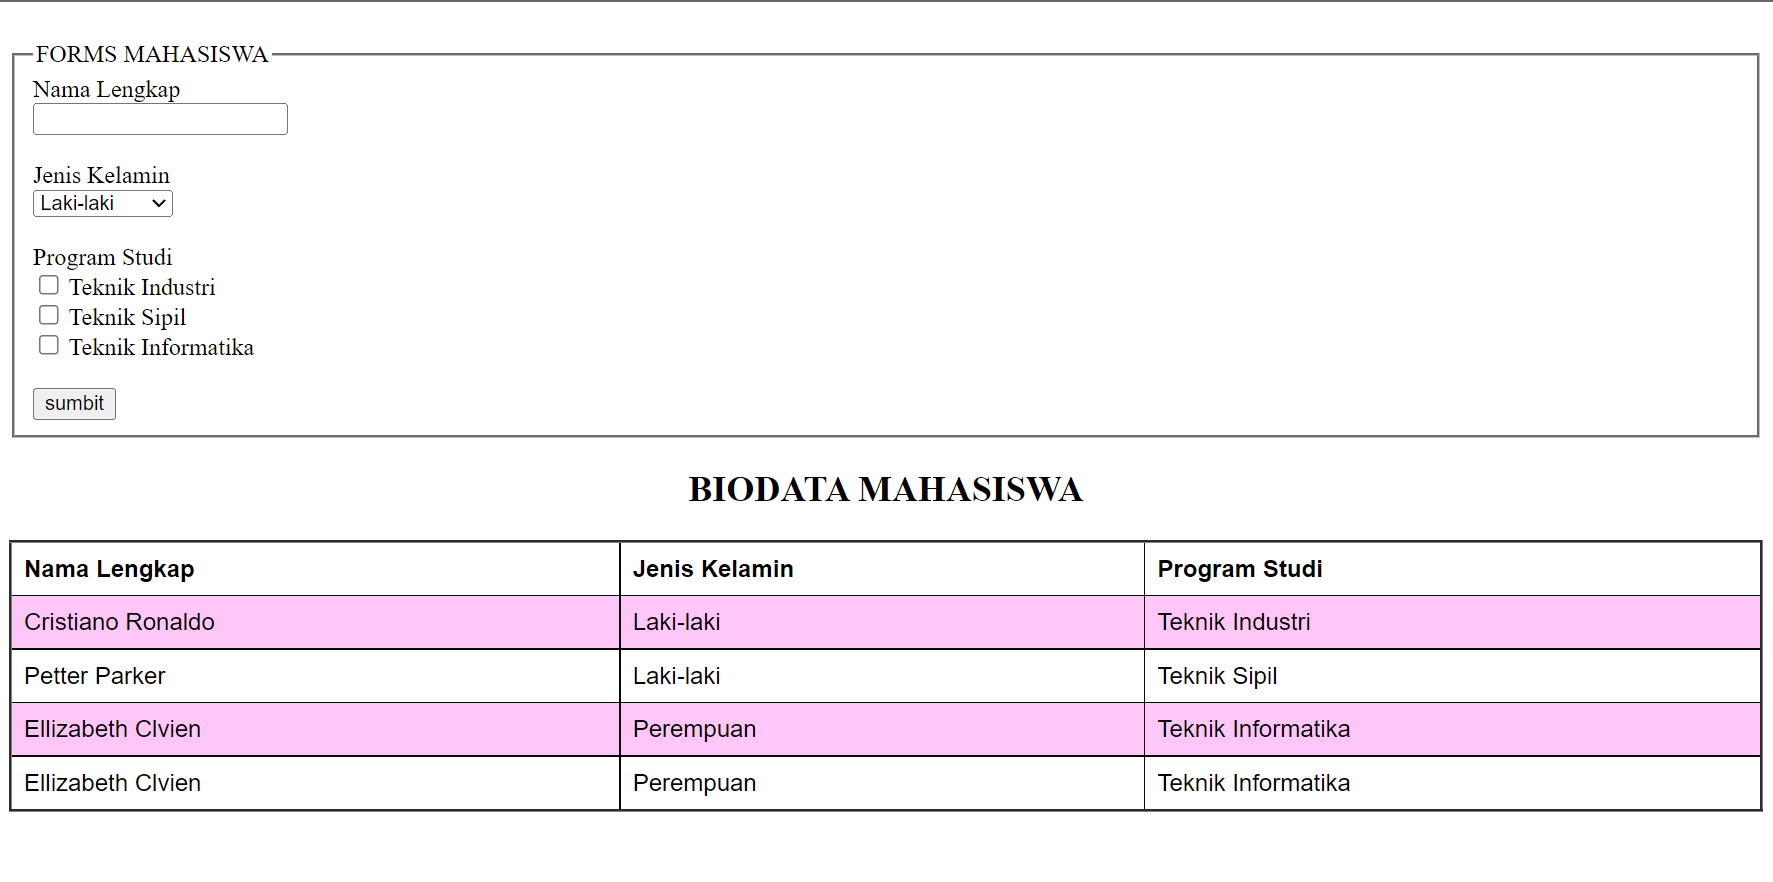 FORMS MAHASISWA
Nama Lengkap
Jenis Kelamin
Laki-laki
Program Studi
Teknik Industri
Teknik Sipil
Teknik Informatika
sumbit
BIODATA MAHASISWA
Nama Lengkap Jenis Kelamin Program Studi
Cristiano Ronaldo Laki-laki Teknik Industri
Petter Parker Laki-laki Teknik Sipil
Ellizabeth Clvien Perempuan Teknik Informatika
Ellizabeth Clvien Perempuan Teknik Informatika